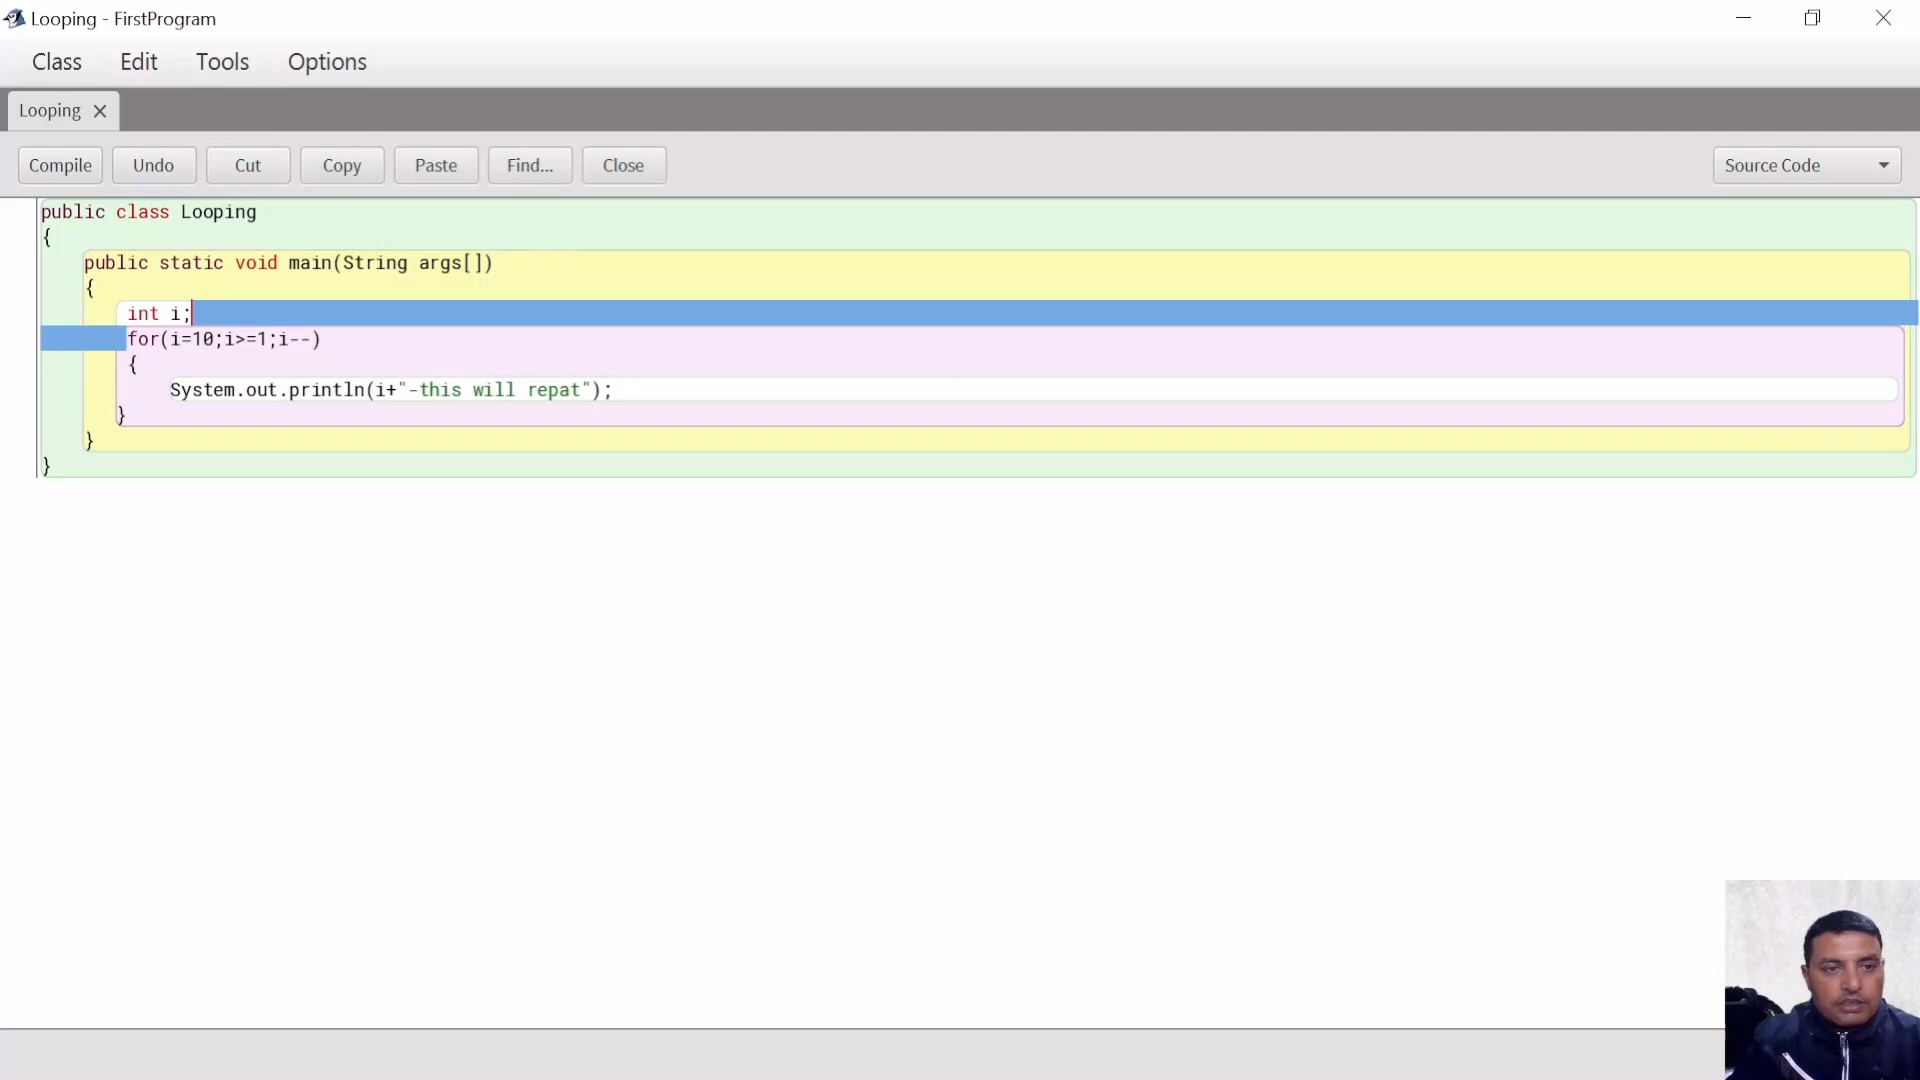 Looping - FirstProgram
Class Edit Tools Options
Looping
Compile Undo Cut Copy Paste Find... Close Source Code
public class Looping
{
public static void main(String args[])
{
int i;
for(i=10;i>=1;i--)
{
System.out.println(i+"-this will repat");
}
}
}